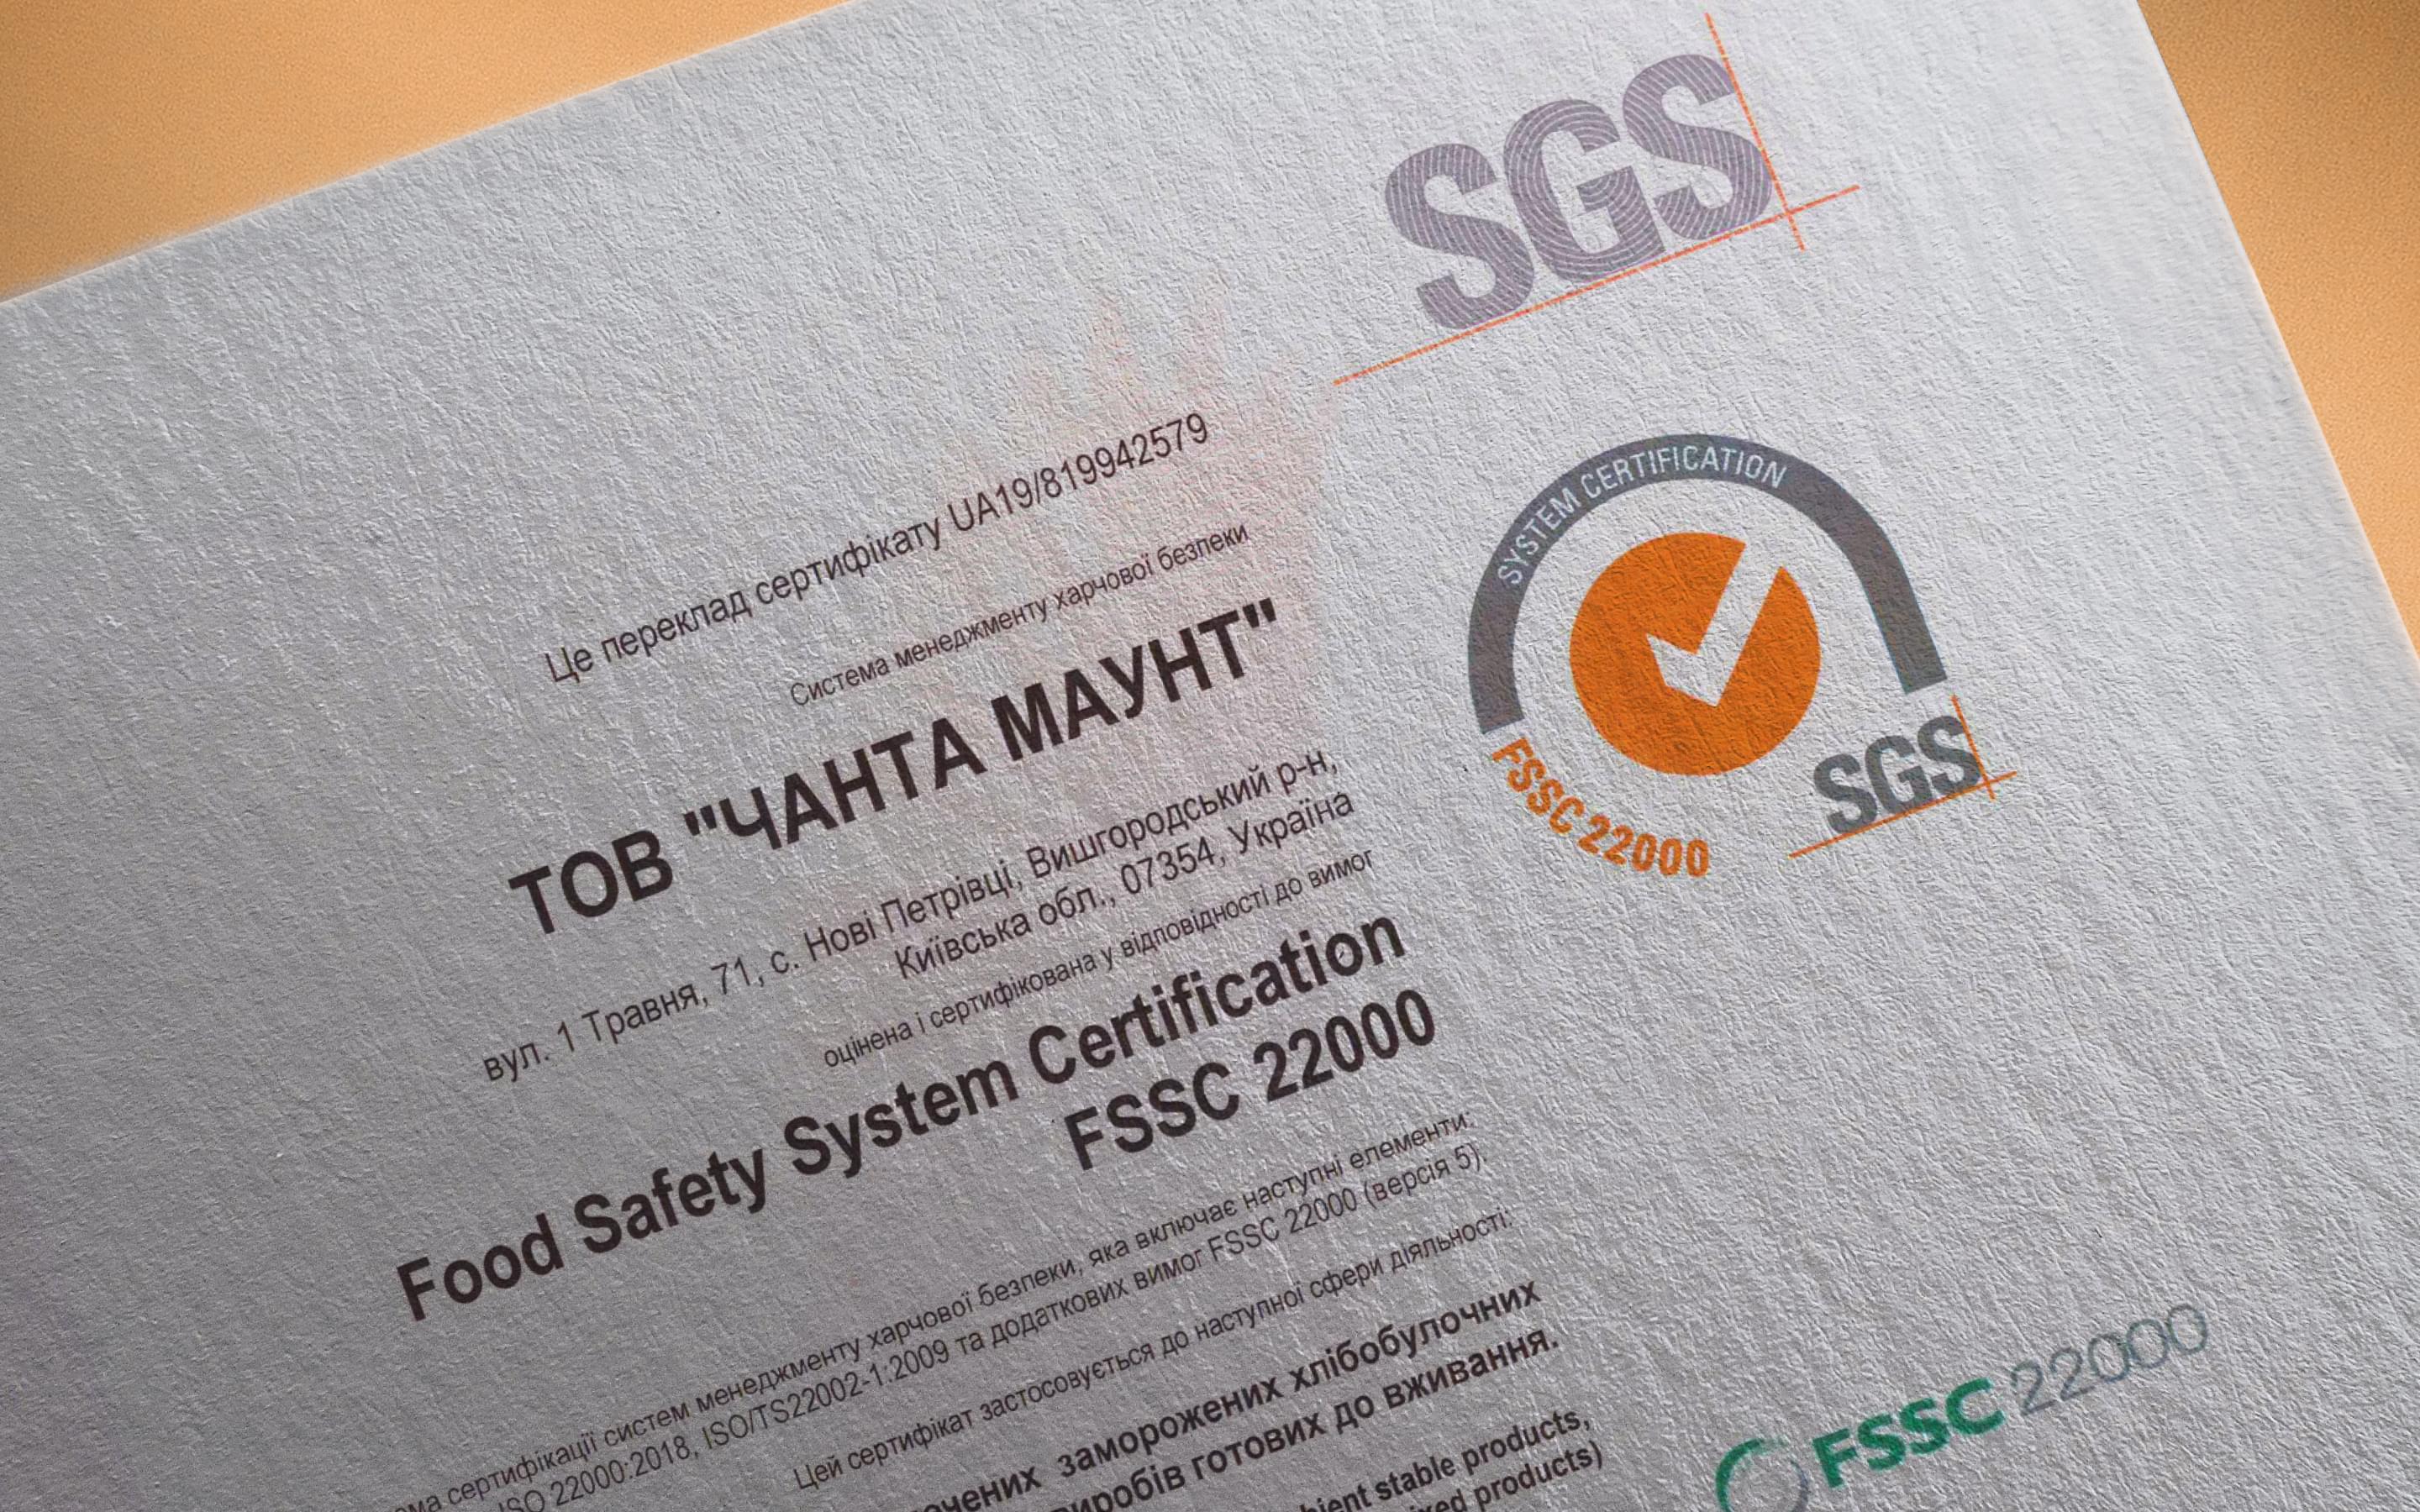 SGS
Це переклад сертифікату UA19/819942579
Система менеджменту харчової безпеки
ТОВ "ЧАНТА МАУНТ"
вул. 1 Травня, 71, с. Нові Петрівці, Вишгородський р-н,
Київська обл., 07354, Україна
оцінена і сертифікована у відповідності до вимог
Food Safety System Certification
FSSC 22000
сертифікації систем менеджменту харчової безпеки, яка включає наступні елементи:
ISO 22000:2018, ISO/TS22002-1:2009 та додаткових вимог FSSC 22000 (версія 5).
Цей сертифікат застосовується до наступної сфери діяльності:
заморожених хлібобулочних
готових до вживання.
stable products,
products)
SYSTEM CERTIFICATION
FSSC 22000
SGS
FSSC 22000